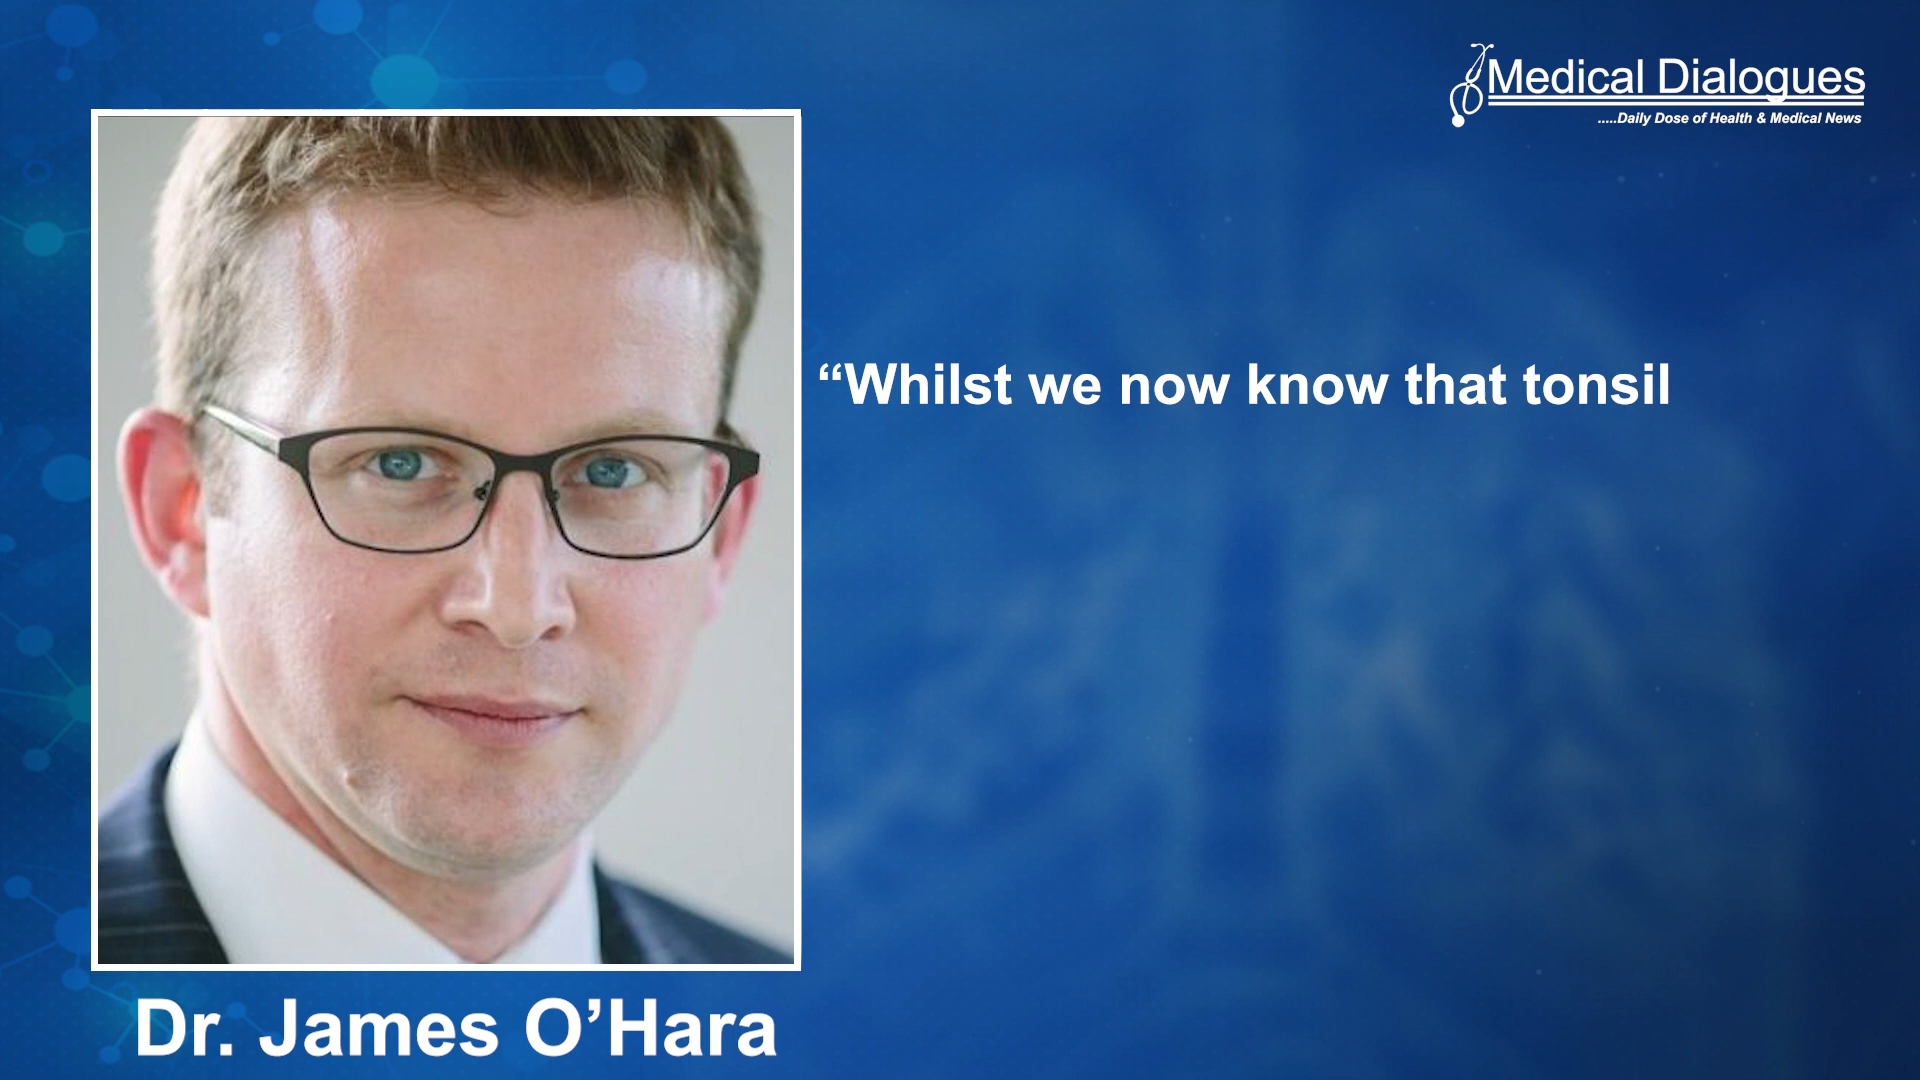 Medical Dialogues
.....Daily Dose of Health & Medical News
“Whilst we now know that tonsil
Dr. James O’Hara